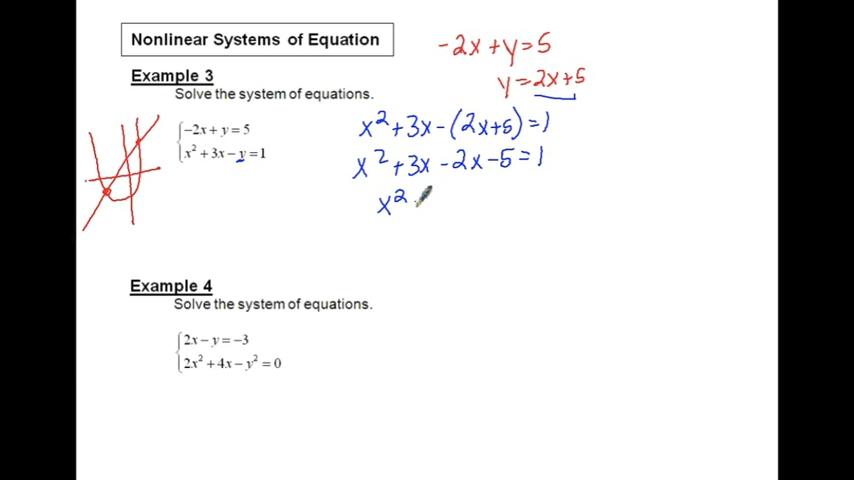 Nonlinear Systems of Equation
-2x + y = 5
y = 2x + 5
Example 3
Solve the system of equations.
-2x + y = 5
x² + 3x - y = 1
x² + 3x - (2x+5) = 1
x² + 3x - 2x - 5 = 1
x²
Example 4
Solve the system of equations.
2x - y = -3
2x² + 4x - y² = 0